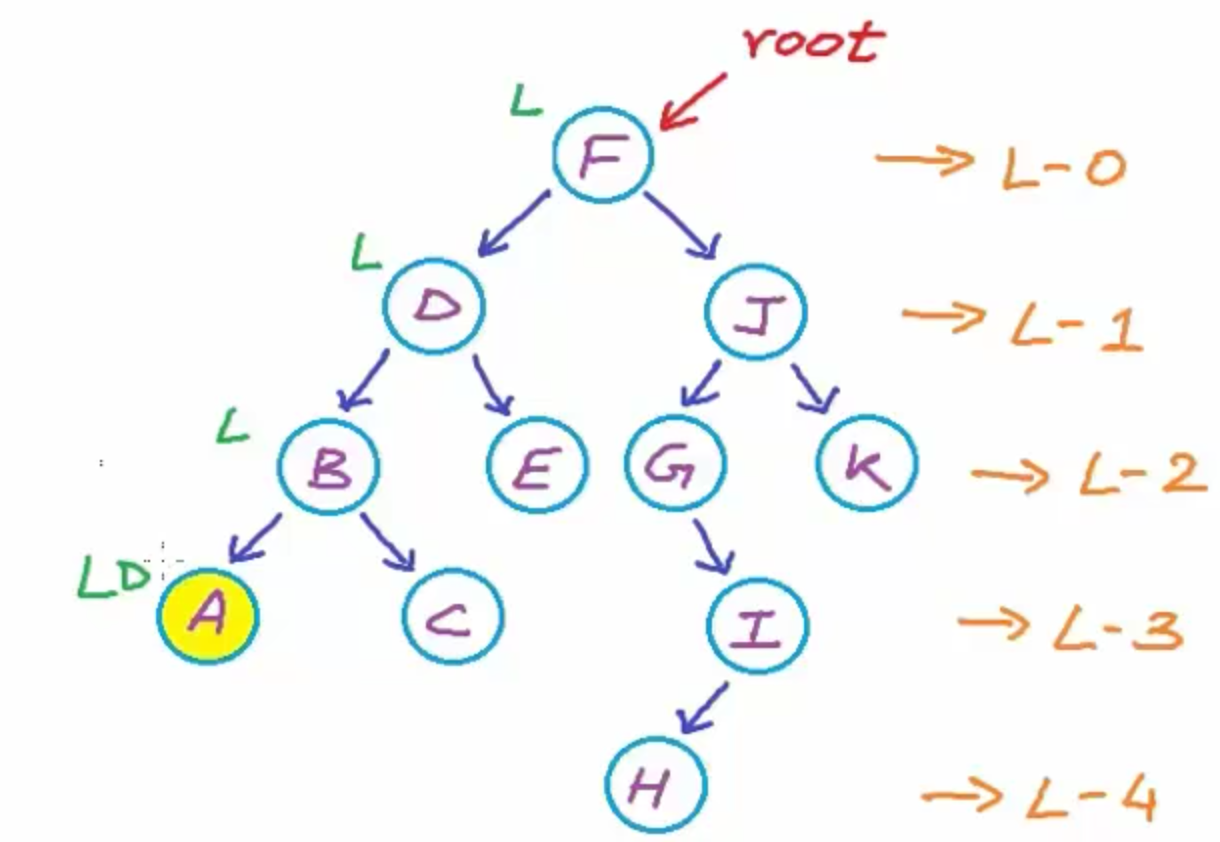 root
L
F
→ L-0
L
D
J
→ L-1
L
B
E
G
K
→ L-2
LD
A
C
I
→ L-3
H
→ L-4